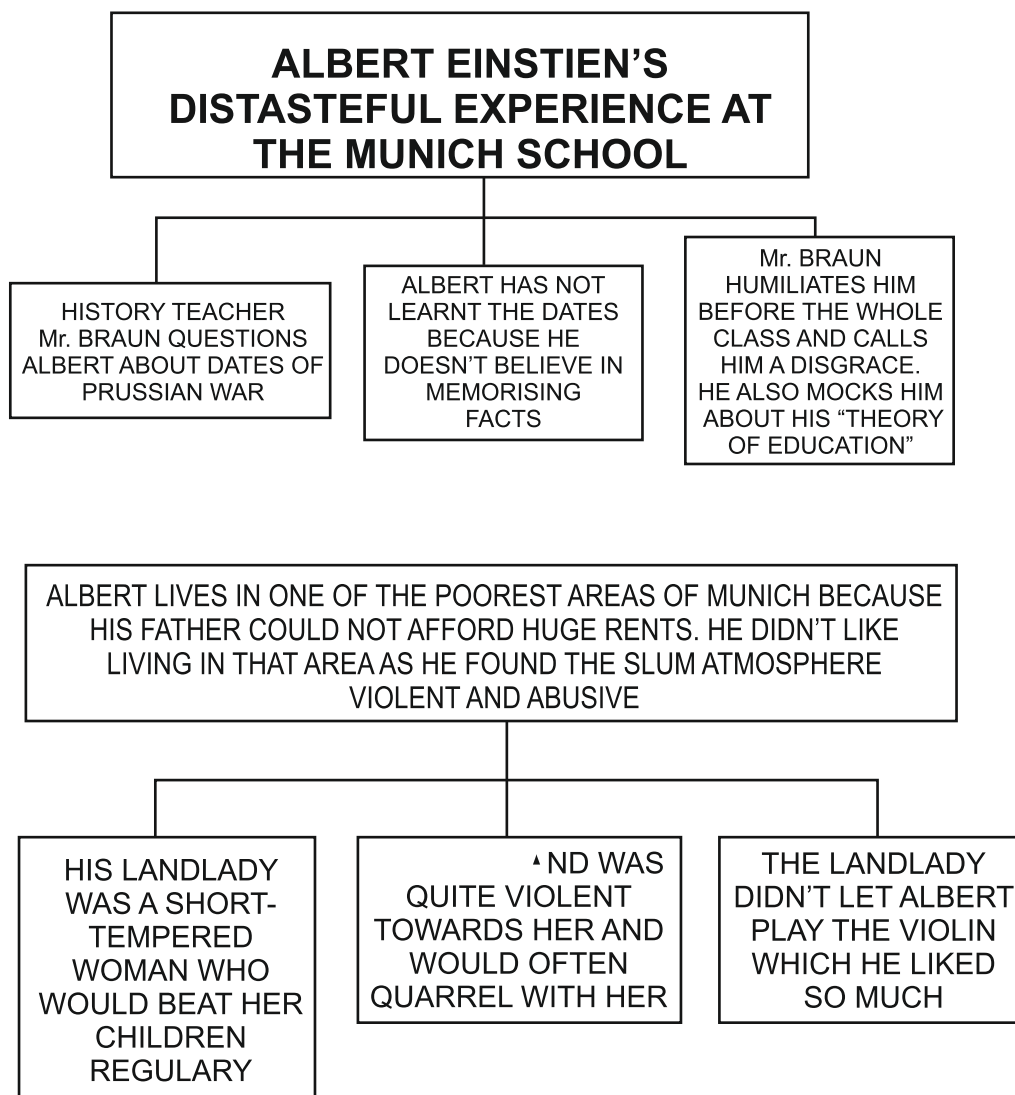 ALBERT EINSTIEN’S
DISTASTEFUL EXPERIENCE AT
THE MUNICH SCHOOL
HISTORY TEACHER
Mr. BRAUN QUESTIONS
ALBERT ABOUT DATES OF
PRUSSIAN WAR
ALBERT HAS NOT
LEARNT THE DATES
BECAUSE HE
DOESN’T BELIEVE IN
MEMORISING
FACTS
Mr. BRAUN
HUMILIATES HIM
BEFORE THE WHOLE
CLASS AND CALLS
HIM A DISGRACE.
HE ALSO MOCKS HIM
ABOUT HIS “THEORY
OF EDUCATION”
ALBERT LIVES IN ONE OF THE POOREST AREAS OF MUNICH BECAUSE
HIS FATHER COULD NOT AFFORD HUGE RENTS. HE DIDN’T LIKE
LIVING IN THAT AREA AS HE FOUND THE SLUM ATMOSPHERE
VIOLENT AND ABUSIVE
HIS LANDLADY
WAS A SHORT-
TEMPERED
WOMAN WHO
WOULD BEAT HER
CHILDREN
REGULARY
ND WAS
QUITE VIOLENT
TOWARDS HER AND
WOULD OFTEN
QUARREL WITH HER
THE LANDLADY
DIDN’T LET ALBERT
PLAY THE VIOLIN
WHICH HE LIKED
SO MUCH